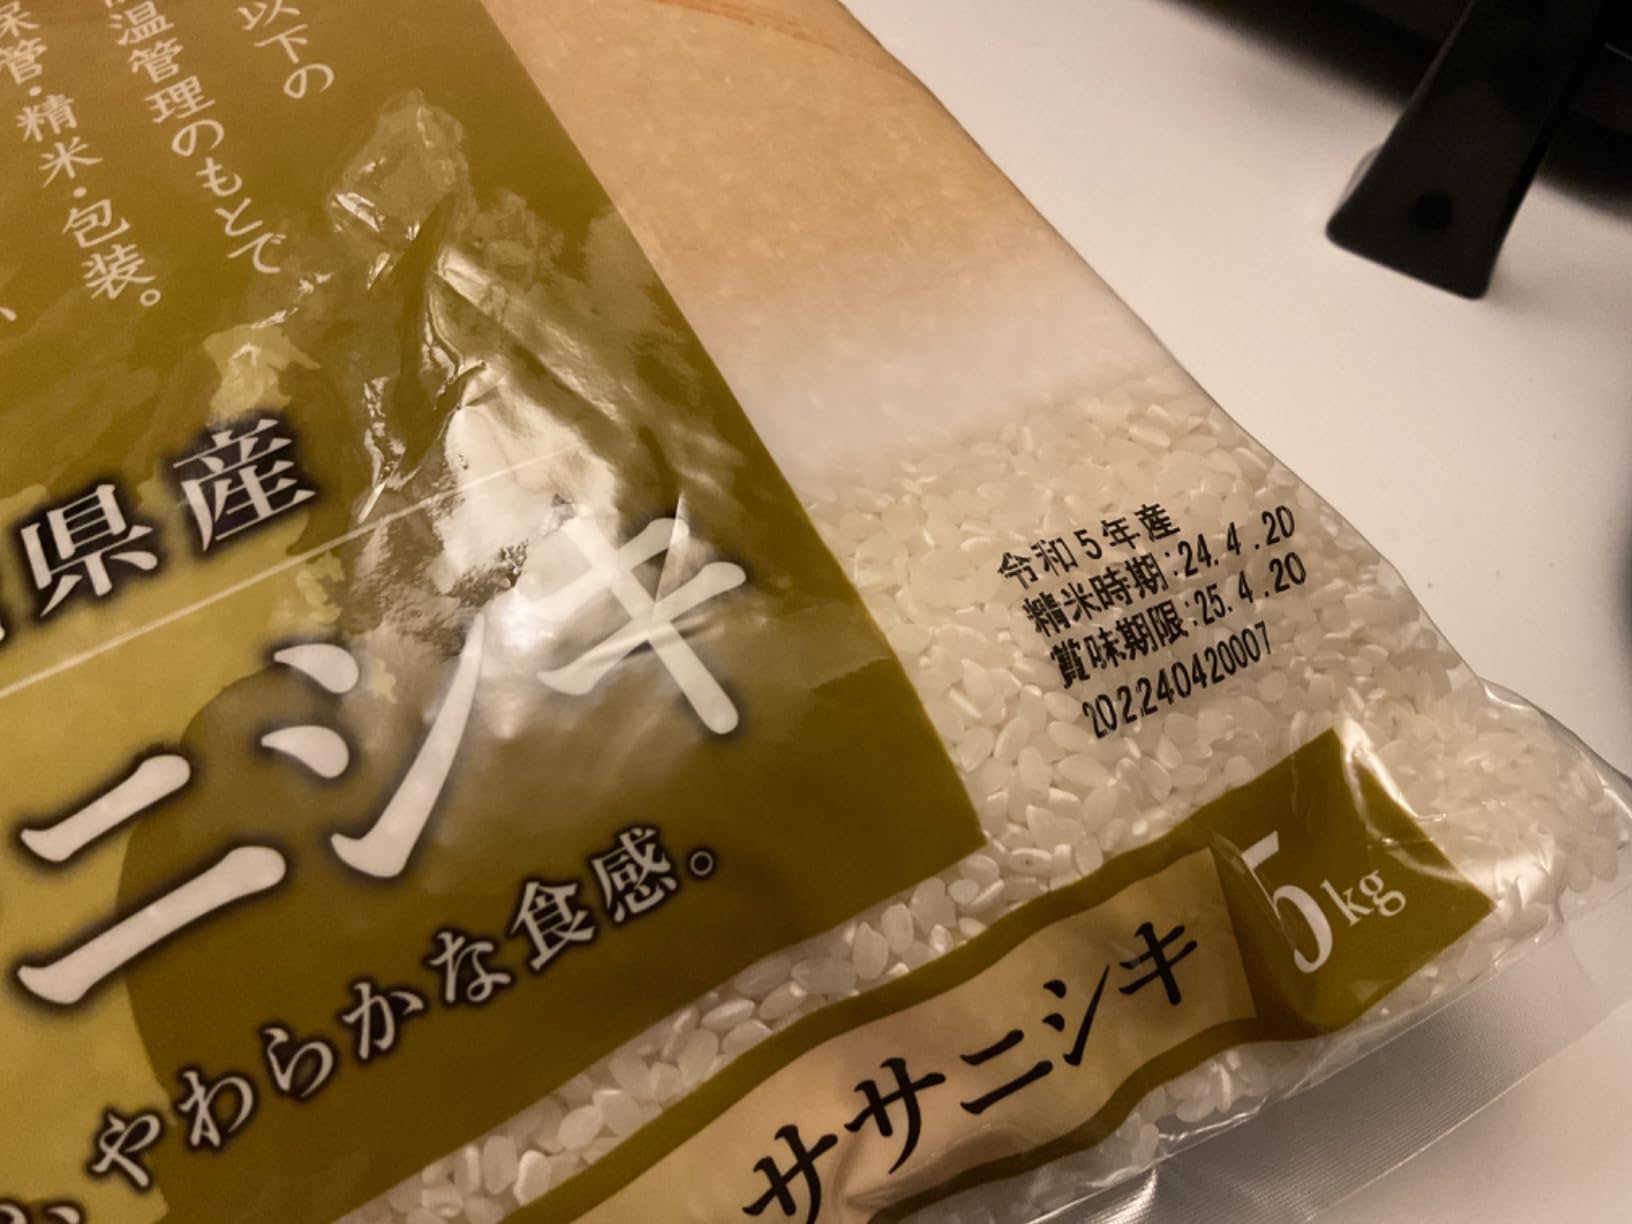 以下の
温管理のもとで
保管・精米・包装。
県産
ニシキ
やわらかな食感。
令和5年産
精米時期:24.4.20
賞味期限:25.4.20
20224042​0007
ササニシキ
5kg